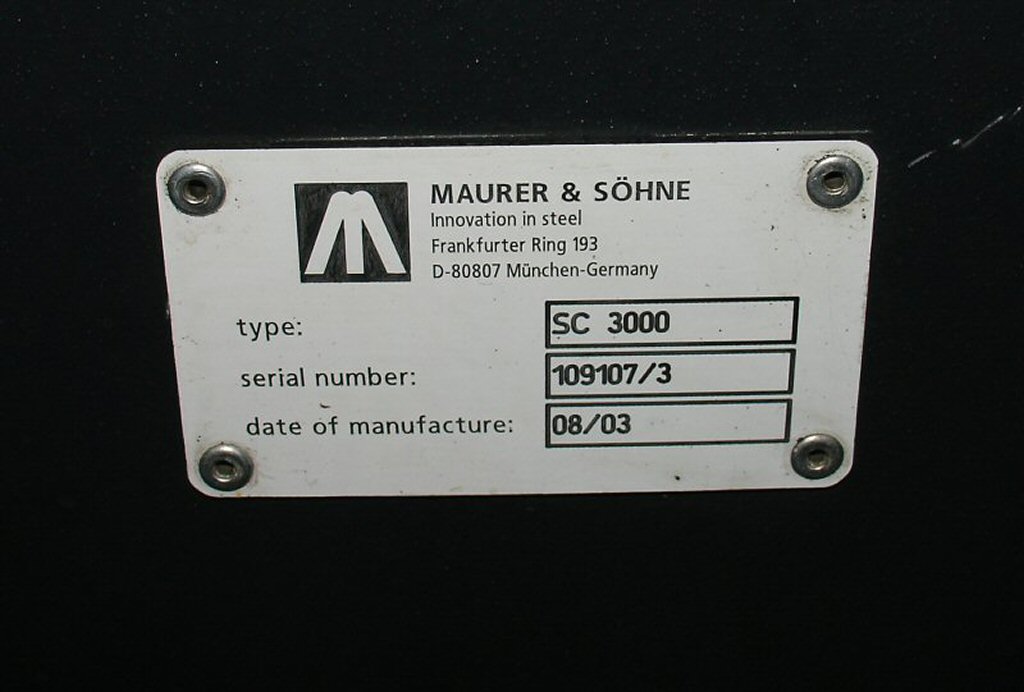 MAURER & SÖHNE
Innovation in steel
Frankfurter Ring 193
D-80807 München-Germany
type: SC 3000
serial number: 109107/3
date of manufacture: 08/03